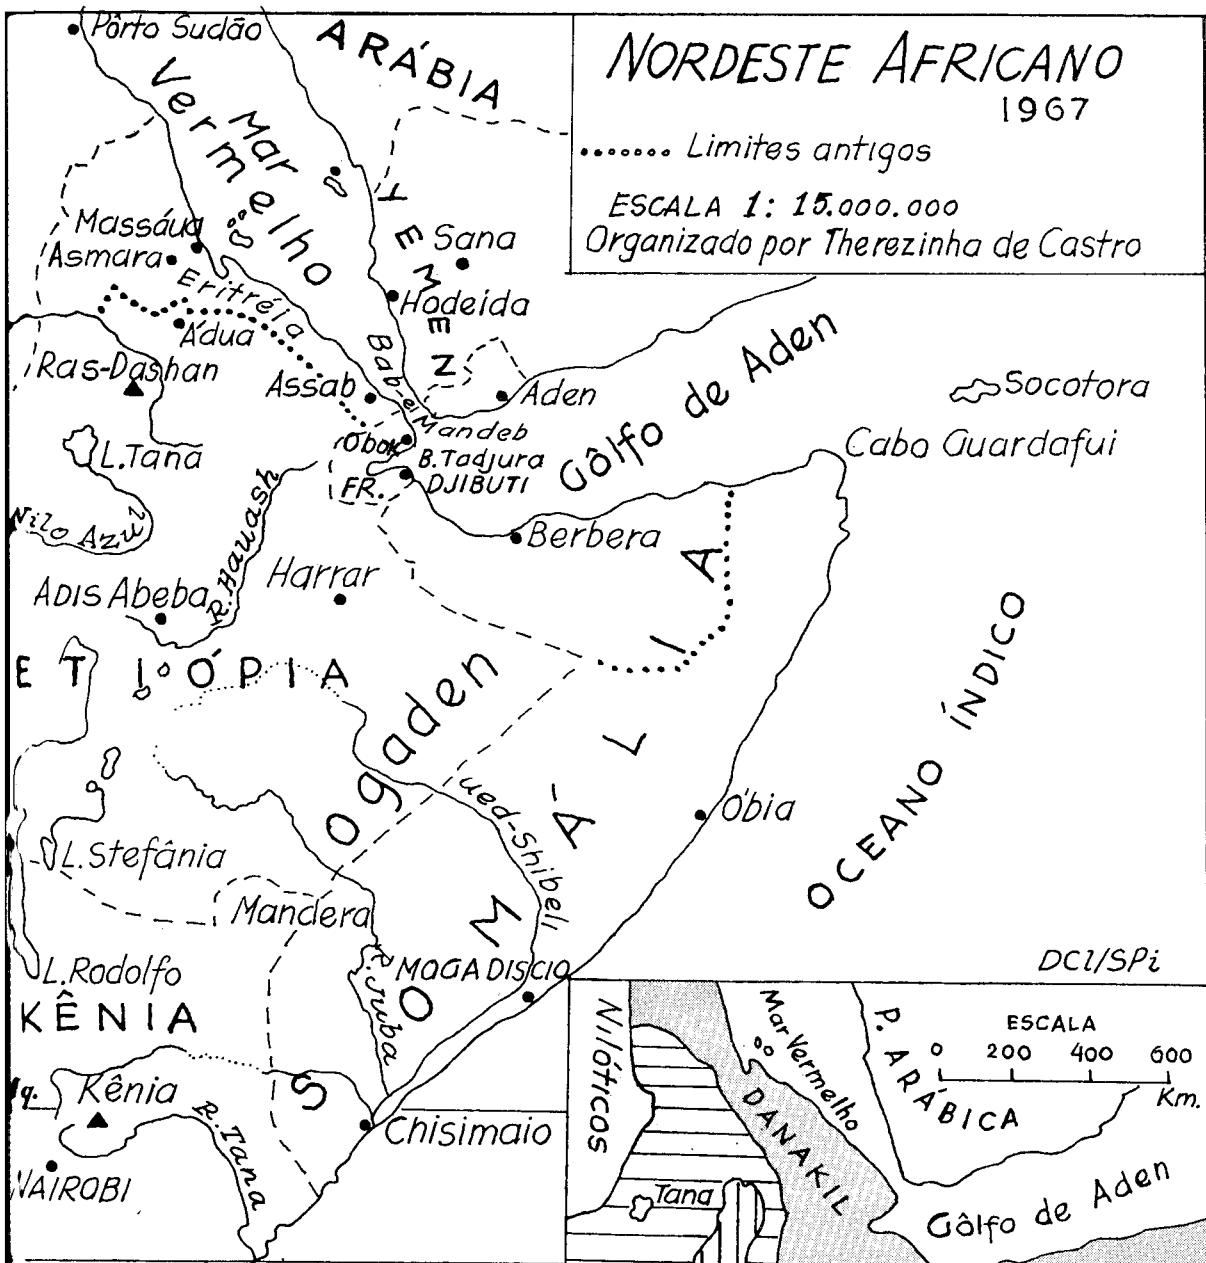 NORDESTE AFRICANO
1967
Limites antigos
ESCALA 1: 15.000.000
Organizado por Therezinha de Castro
Pôrto Sudão
ARÁBIA
Mar
Vermelho
Massáua
Asmara
Eritréia
YEMEN
Sana
Hodeida
Ádua
Ras-Dashan
Assab
Bab-el
Mandeb
Aden
Gôlfo de Aden
Socotora
Cabo Guardafui
L.Tanã
Obok
B.Tadjura
FR.
DJIBUTI
Nilo Azul
R.Hauash
Berbera
Harrar
ADIS Abeba
ETIÓPIA
Ogaden
SOMÁLIA
OCEANO ÍNDICO
ued-Shibeli
Óbia
L.Stefânia
Mandera
L.Rodolfo
R.Juba
MOGADISCIO
KÊNIA
Kênia
R.Tana
Chisimaio
NAIROBI
DCl/SPi
Nilóticos
Mar Vermelho
P. ARÁBICA
ESCALA
0 200 400 600
Km.
DANAKIL
Tana
Gôlfo de Aden